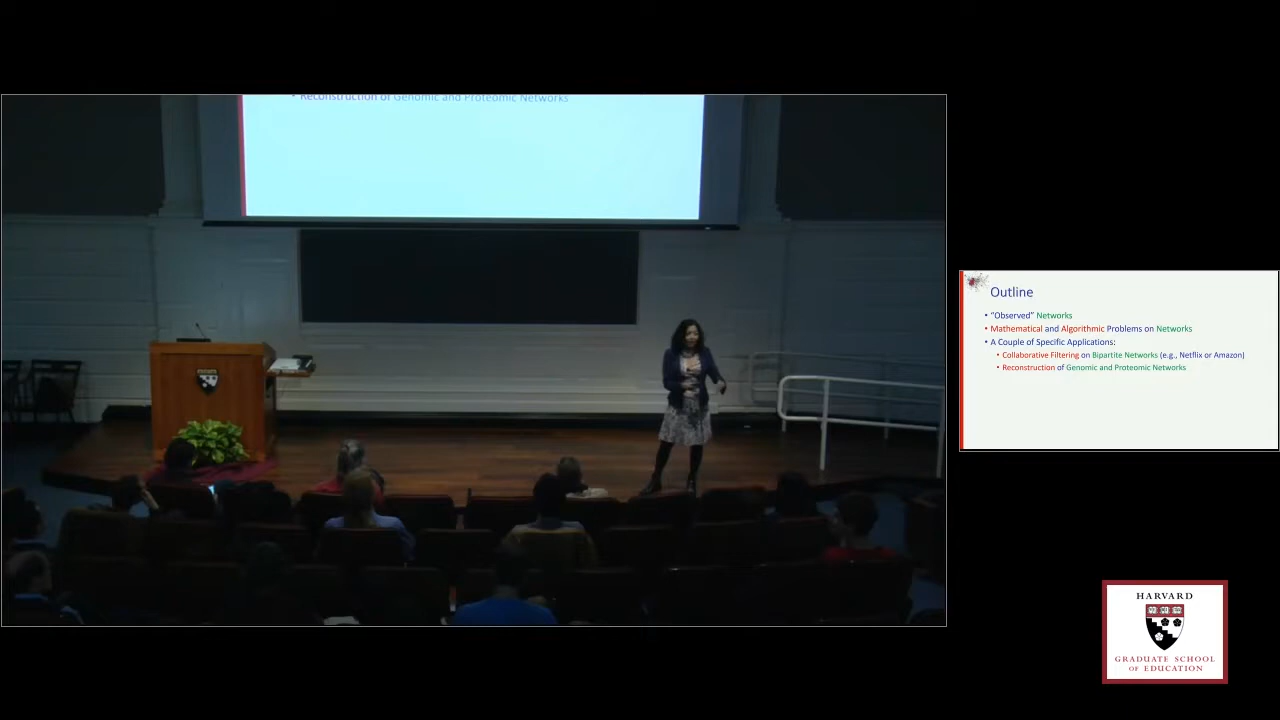 • Reconstruction of Genomic and Proteomic Networks
Outline
• "Observed" Networks
• Mathematical and Algorithmic Problems on Networks
• A Couple of Specific Applications:
• Collaborative Filtering on Bipartite Networks (e.g., Netflix or Amazon)
• Reconstruction of Genomic and Proteomic Networks
HARVARD
GRADUATE SCHOOL
OF EDUCATION